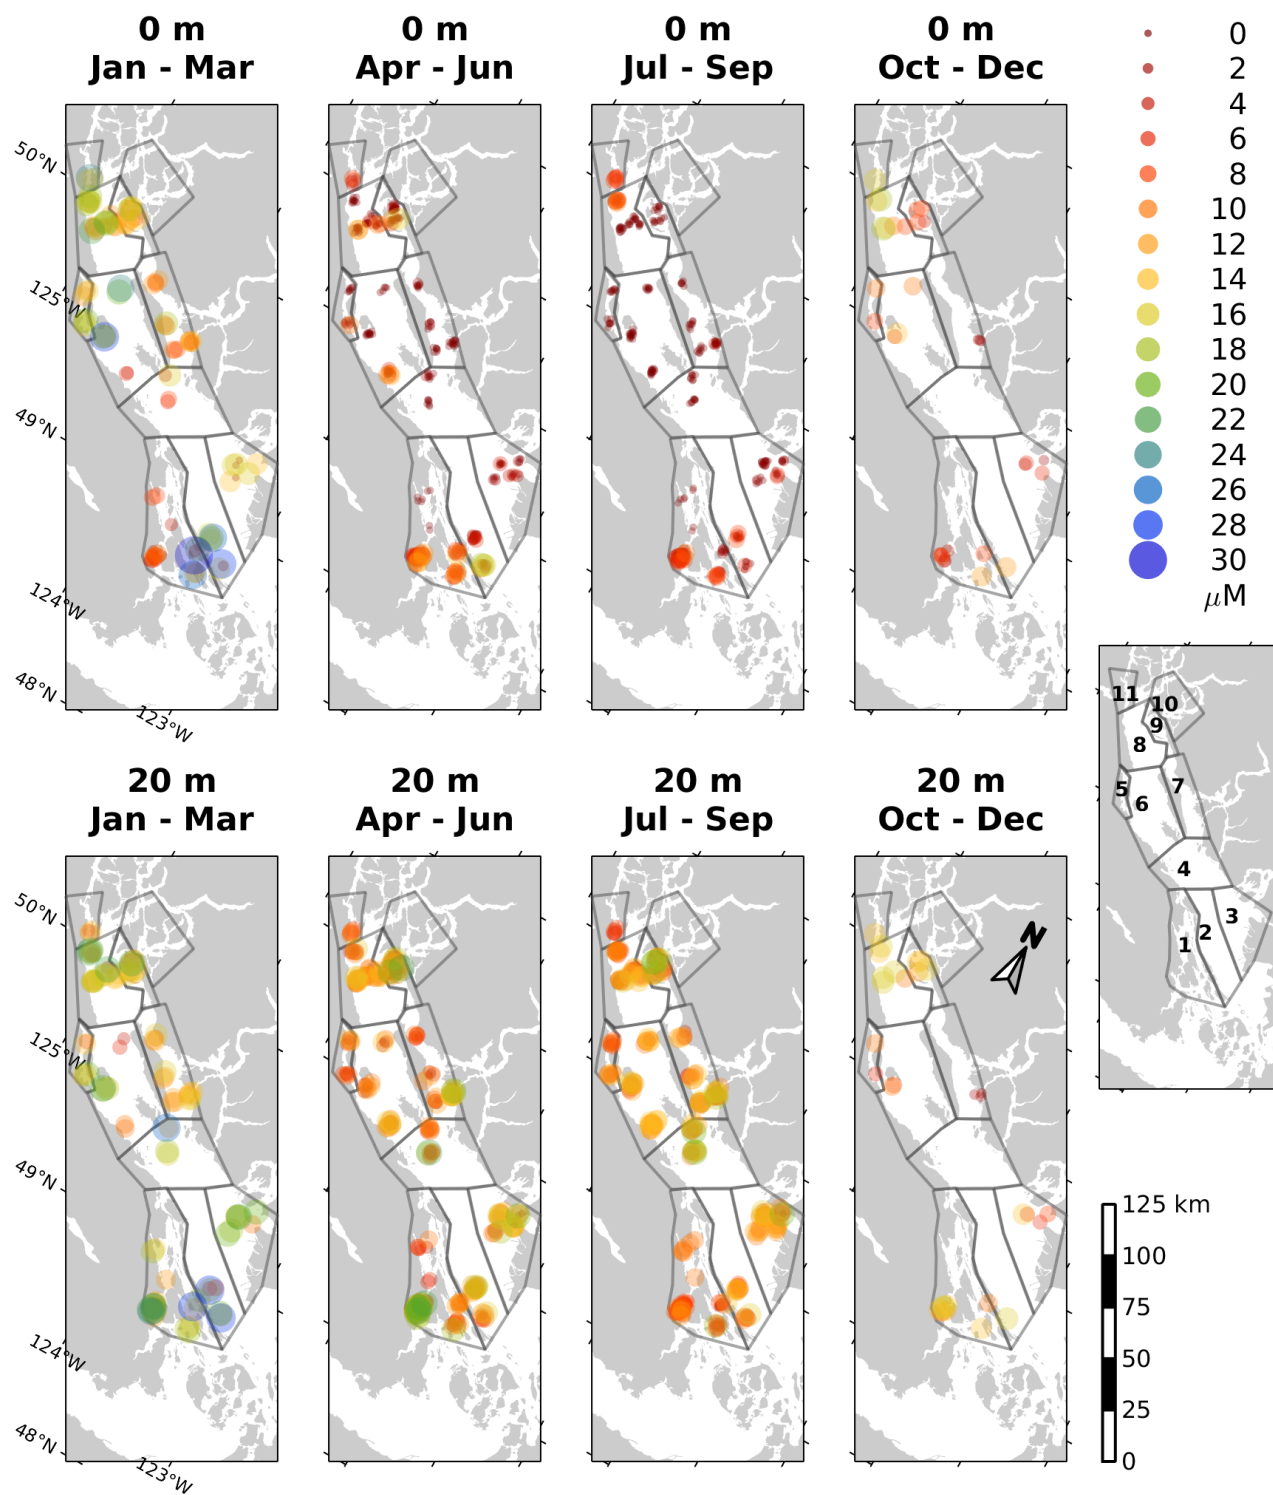 0 m
Jan - Mar
0 m
Apr - Jun
0 m
Jul - Sep
0 m
Oct - Dec
50°N
125°W
49°N
124°W
48°N
123°W
0
2
4
6
8
10
12
14
16
18
20
22
24
26
28
30
μM
11
10
9
8
5
7
6
4
3
2
1
20 m
Jan - Mar
20 m
Apr - Jun
20 m
Jul - Sep
20 m
Oct - Dec
N
50°N
125°W
49°N
124°W
48°N
123°W
125 km
100
75
50
25
0